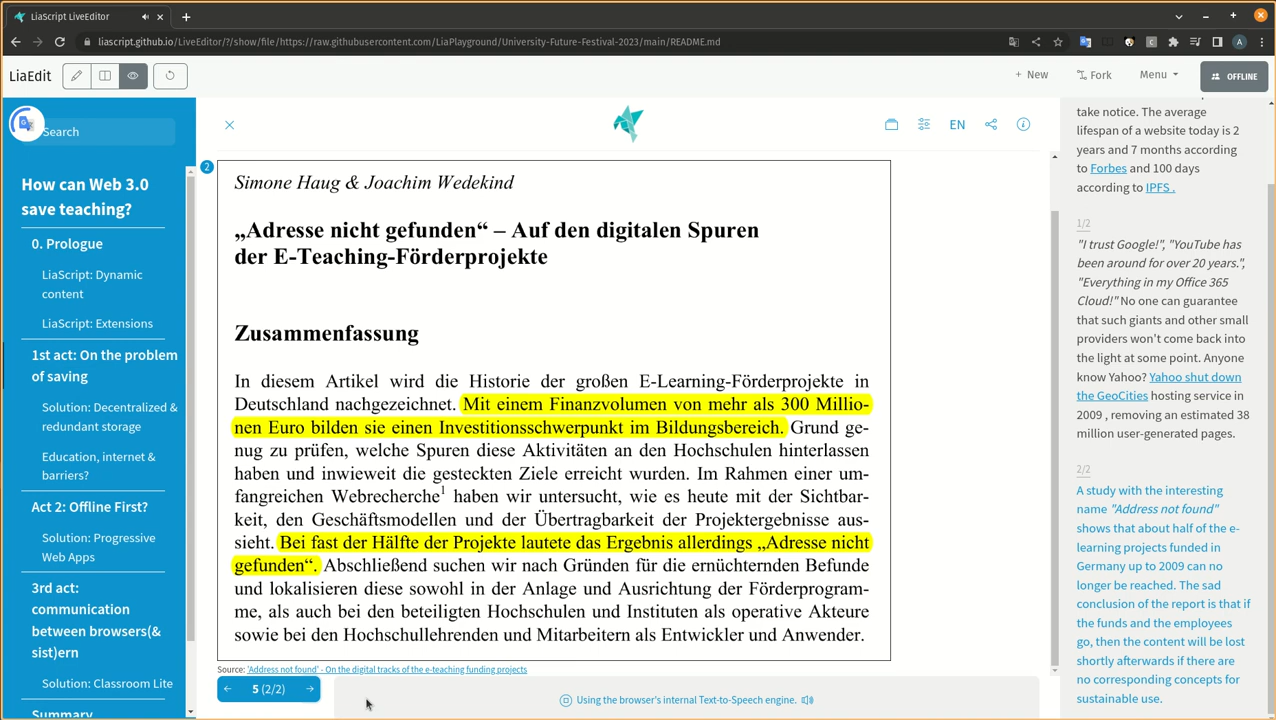 LiaScript LiveEditor
liascript.github.io/LiveEditor/?/show/file/https://raw.githubusercontent.com/LiaPlayground/University-Future-Festival-2023/main/README.md
A
LiaEdit
+ New
Fork
Menu
OFFLINE
Search
How can Web 3.0
save teaching?
0. Prologue
LiaScript: Dynamic
content
LiaScript: Extensions
1st act: On the problem
of saving
Solution: Decentralized &
redundant storage
Education, internet &
barriers?
Act 2: Offline First?
Solution: Progressive
Web Apps
3rd act:
communication
between browsers(&
sist)ern
Solution: Classroom Lite
Summary
EN
2
Simone Haug & Joachim Wedekind
„Adresse nicht gefunden“ – Auf den digitalen Spuren
der E-Teaching-Förderprojekte
Zusammenfassung
In diesem Artikel wird die Historie der großen E-Learning-Förderprojekte in
Deutschland nachgezeichnet. Mit einem Finanzvolumen von mehr als 300 Millio-
nen Euro bilden sie einen Investitionsschwerpunkt im Bildungsbereich. Grund ge-
nug zu prüfen, welche Spuren diese Aktivitäten an den Hochschulen hinterlassen
haben und inwieweit die gesteckten Ziele erreicht wurden. Im Rahmen einer um-
fangreichen Webrecherche1 haben wir untersucht, wie es heute mit der Sichtbar-
keit, den Geschäftsmodellen und der Übertragbarkeit der Projektergebnisse aus-
sieht. Bei fast der Hälfte der Projekte lautete das Ergebnis allerdings „Adresse nicht
gefunden“. Abschließend suchen wir nach Gründen für die ernüchternden Befunde
und lokalisieren diese sowohl in der Anlage und Ausrichtung der Förderprogram-
me, als auch bei den beteiligten Hochschulen und Instituten als operative Akteure
sowie bei den Hochschullehrenden und Mitarbeitern als Entwickler und Anwender.
Source: 'Address not found' - On the digital tracks of the e-teaching funding projects
← 5 (2/2) →
Using the browser's internal Text-to-Speech engine.
take notice. The average
lifespan of a website today is 2
years and 7 months according
to Forbes and 100 days
according to IPFS .
1/2
"I trust Google!", "YouTube has
been around for over 20 years.",
"Everything in my Office 365
Cloud!" No one can guarantee
that such giants and other small
providers won't come back into
the light at some point. Anyone
know Yahoo? Yahoo shut down
the GeoCities hosting service in
2009 , removing an estimated 38
million user-generated pages.
2/2
A study with the interesting
name "Address not found"
shows that about half of the e-
learning projects funded in
Germany up to 2009 can no
longer be reached. The sad
conclusion of the report is that if
the funds and the employees
go, then the content will be lost
shortly afterwards if there are
no corresponding concepts for
sustainable use.